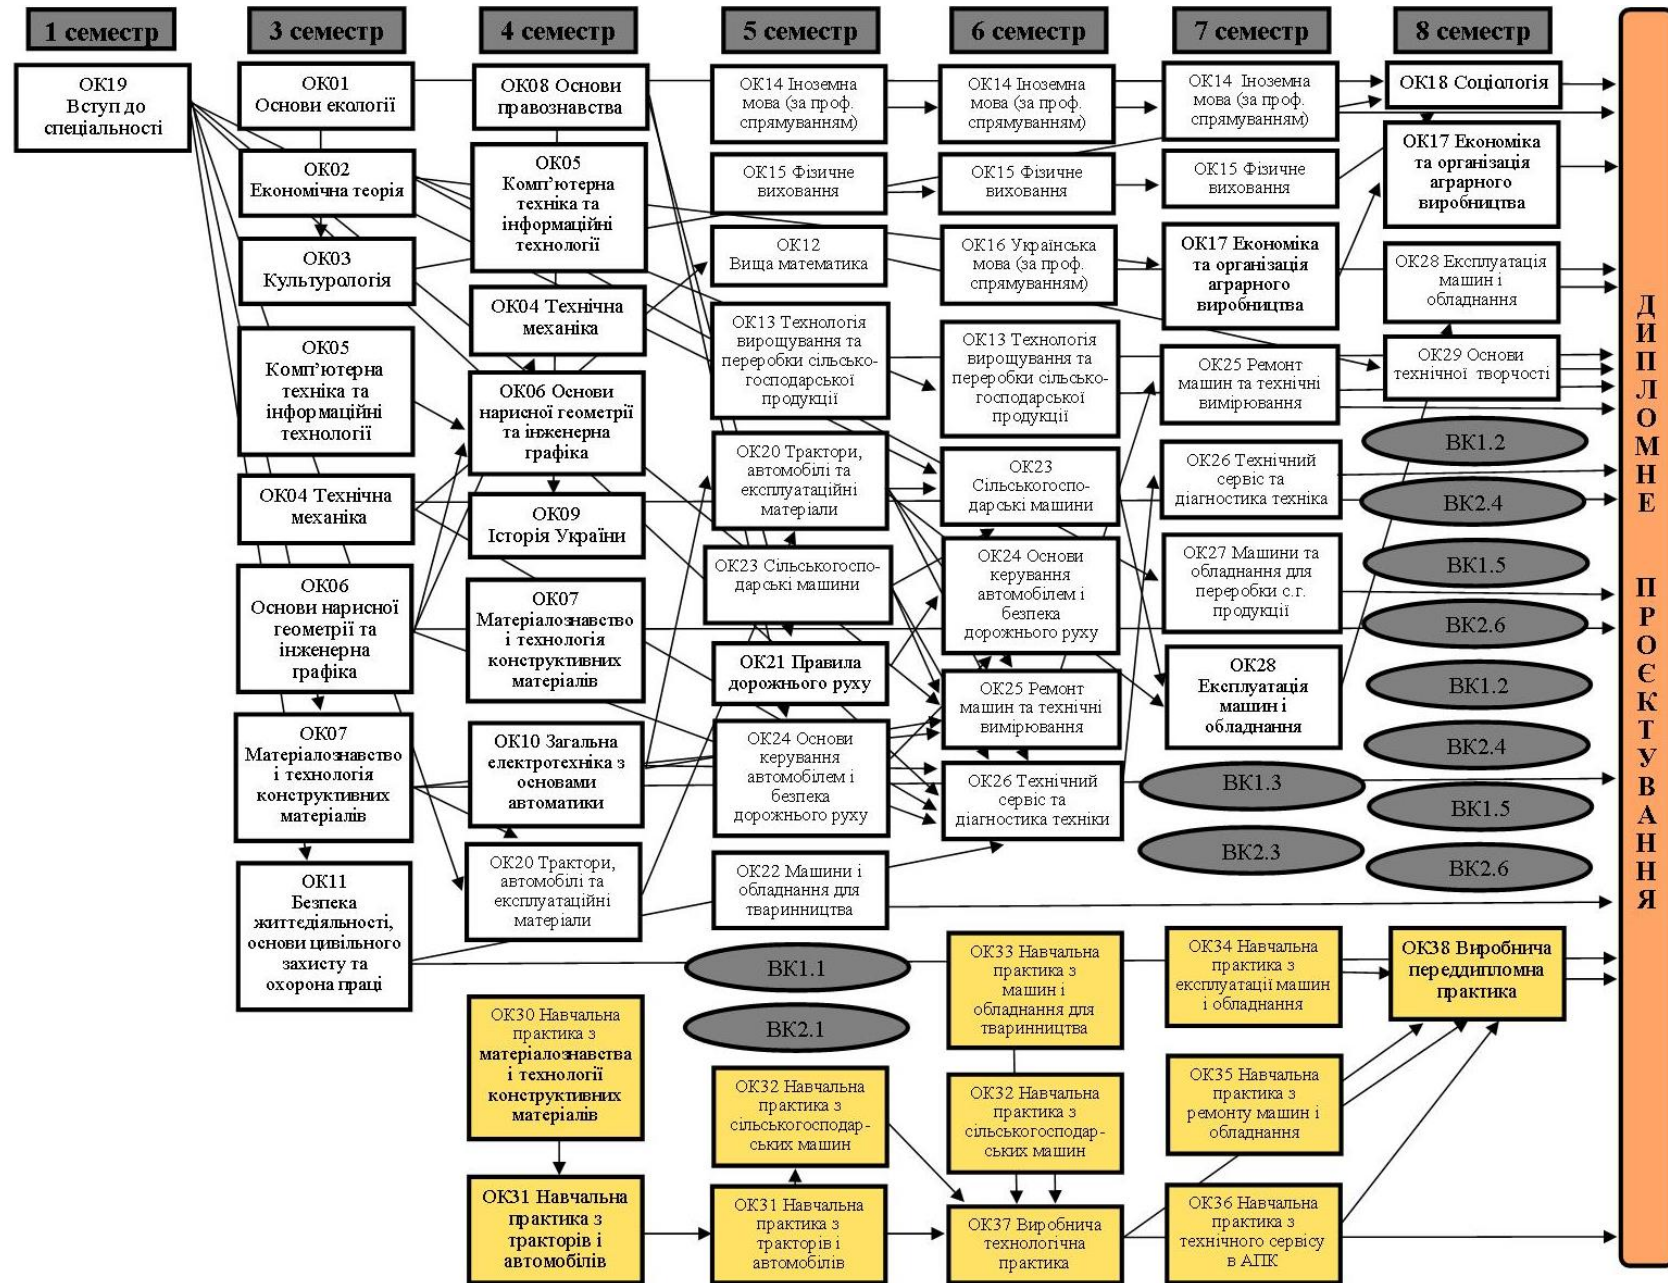 1 семестр
3 семестр
4 семестр
5 семестр
6 семестр
7 семестр
8 семестр
ОК19
Вступ до
спеціальності
ОК01
Основи екології
ОК02
Економічна теорія
ОК03
Культурологія
ОК05
Комп’ютерна
техніка та
інформаційні
технології
ОК04 Технічна
механіка
ОК06
Основи нарисної
геометрії та
інженерна
графіка
ОК07
Матеріалознавство
і технологія
конструктивних
матеріалів
ОК11
Безпека
життєдіяльності,
основи цивільного
захисту та
охорона праці
ОК08 Основи
правознавства
ОК05
Комп’ютерна
техніка та
інформаційні
технології
ОК04 Технічна
механіка
ОК06 Основи
нарисної геометрії
та інженерна
графіка
ОК09
Історія України
ОК07
Матеріалознавство
і технологія
конструктивних
матеріалів
ОК10 Загальна
електротехніка з
основами
автоматики
ОК20 Трактори,
автомобілі та
експлуатаційні
матеріали
ОК30 Навчальна
практика з
матеріалознавства
і технології
конструктивних
матеріалів
ОК31 Навчальна
практика з
тракторів і
автомобілів
ОК14 Іноземна
мова (за проф.
спрямуванням)
ОК15 Фізичне
виховання
ОК12
Вища математика
ОК13 Технологія
вирощування та
переробки сільсько-
господарської
продукції
ОК20 Трактори,
автомобілі та
експлуатаційні
матеріали
ОК23 Сільськогоспо-
дарські машини
ОК21 Правила
дорожнього руху
ОК24 Основи
керування
автомобілем і
безпека
дорожнього руху
ОК22 Машини і
обладнання для
тваринництва
ВК1.1
ВК2.1
ОК32 Навчальна
практика з
сільськогосподар-
ських машин
ОК31 Навчальна
практика з
тракторів і
автомобілів
ОК14 Іноземна
мова (за проф.
спрямуванням)
ОК15 Фізичне
виховання
ОК16 Українська
мова (за проф.
спрямуванням)
ОК13 Технологія
вирощування та
переробки сільсько-
господарської
продукції
ОК23
Сільськогоспо-
дарські машини
ОК24 Основи
керування
автомобілем і
безпека
дорожнього руху
ОК25 Ремонт
машин та технічні
вимірювання
ОК26 Технічний
сервіс та
діагностика техніки
ОК33 Навчальна
практика з
машин і
обладнання для
тваринництва
ОК32 Навчальна
практика з
сільськогосподар-
ських машин
ОК37 Виробнича
технологічна
практика
ОК14 Іноземна
мова (за проф.
спрямуванням)
ОК15 Фізичне
виховання
ОК17 Економіка
та організація
аграрного
виробництва
ОК25 Ремонт
машин та технічні
вимірювання
ОК26 Технічний
сервіс та
діагностика техніка
ОК27 Машини та
обладнання для
переробки с.г.
продукції
ОК28
Експлуатація
машин і
обладнання
ВК1.3
ВК2.3
ОК34 Навчальна
практика з
експлуатації машин
і обладнання
ОК35 Навчальна
практика з
ремонту машин і
обладнання
ОК36 Навчальна
практика з
технічного сервісу
в АПК
ОК18 Соціологія
ОК17 Економіка
та організація
аграрного
виробництва
ОК28 Експлуатація
машин і
обладнання
ОК29 Основи
технічної творчості
ВК1.2
ВК2.4
ВК1.5
ВК2.6
ВК1.2
ВК2.4
ВК1.5
ВК2.6
ОК38 Виробнича
переддипломна
практика
ДИПЛОМНЕ ПРОЄКТУВАННЯ